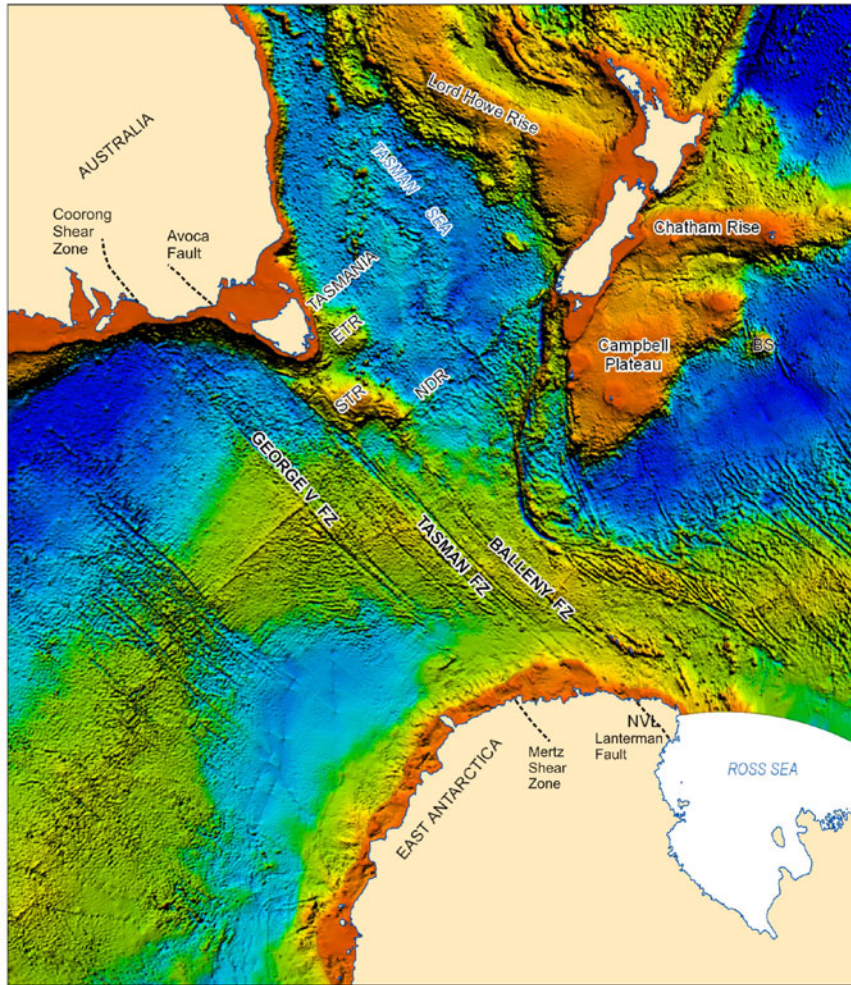 Lord Howe Rise
AUSTRALIA
TASMAN SEA
Coorong
Shear
Zone
Avoca
Fault
Chatham Rise
TASMANIA
ETR
Campbell
Plateau
BS
STR
NDR
GEORGE V FZ
TASMAN FZ
BALLENY FZ
NVL
Lanterman
Fault
Mertz
Shear
Zone
EAST ANTARCTICA
ROSS SEA